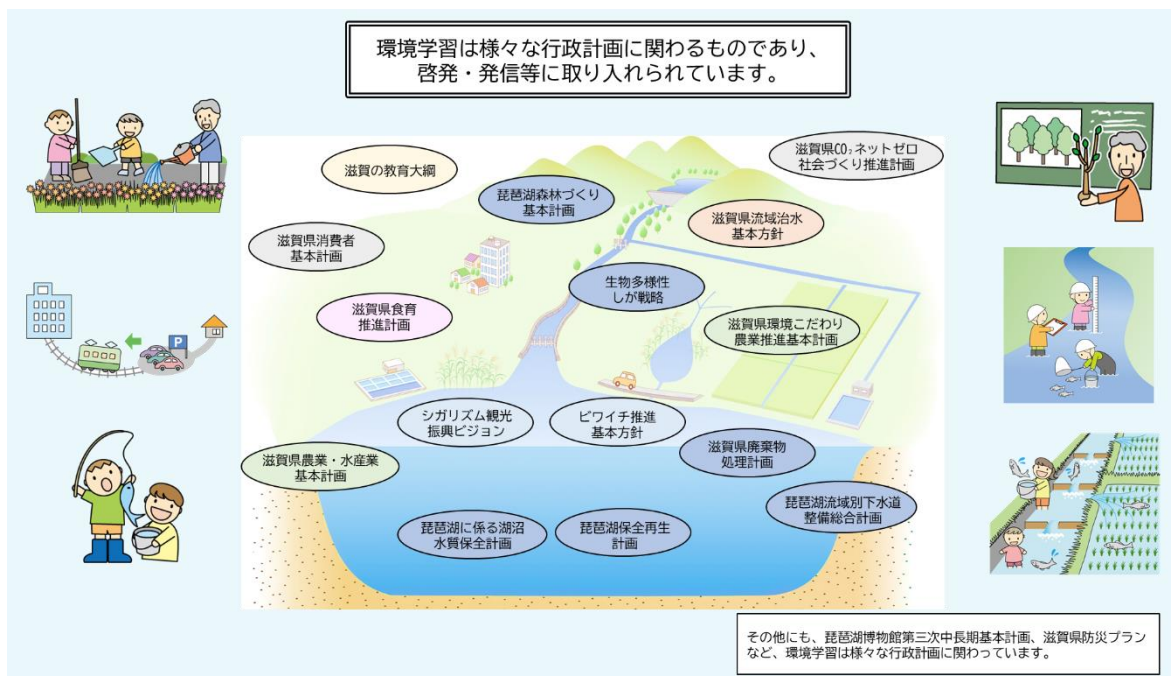 環境学習は様々な行政計画に関わるものであり、
啓発・発信等に取り入れられています。
滋賀の教育大綱
滋賀県CO₂ネットゼロ
社会づくり推進計画
琵琶湖森林づくり
基本計画
滋賀県流域治水
基本方針
滋賀県消費者
基本計画
生物多様性
しが戦略
滋賀県食育
推進計画
滋賀県環境こだわり
農業推進基本計画
P
シガリズム観光
振興ビジョン
ビワイチ推進
基本方針
滋賀県廃棄物
処理計画
滋賀県農業・水産業
基本計画
琵琶湖流域別下水道
整備総合計画
琵琶湖に係る湖沼
水質保全計画
琵琶湖保全再生
計画
その他にも、琵琶湖博物館第三次中長期基本計画、滋賀県防災プラン
など、環境学習は様々な行政計画に関わっています。